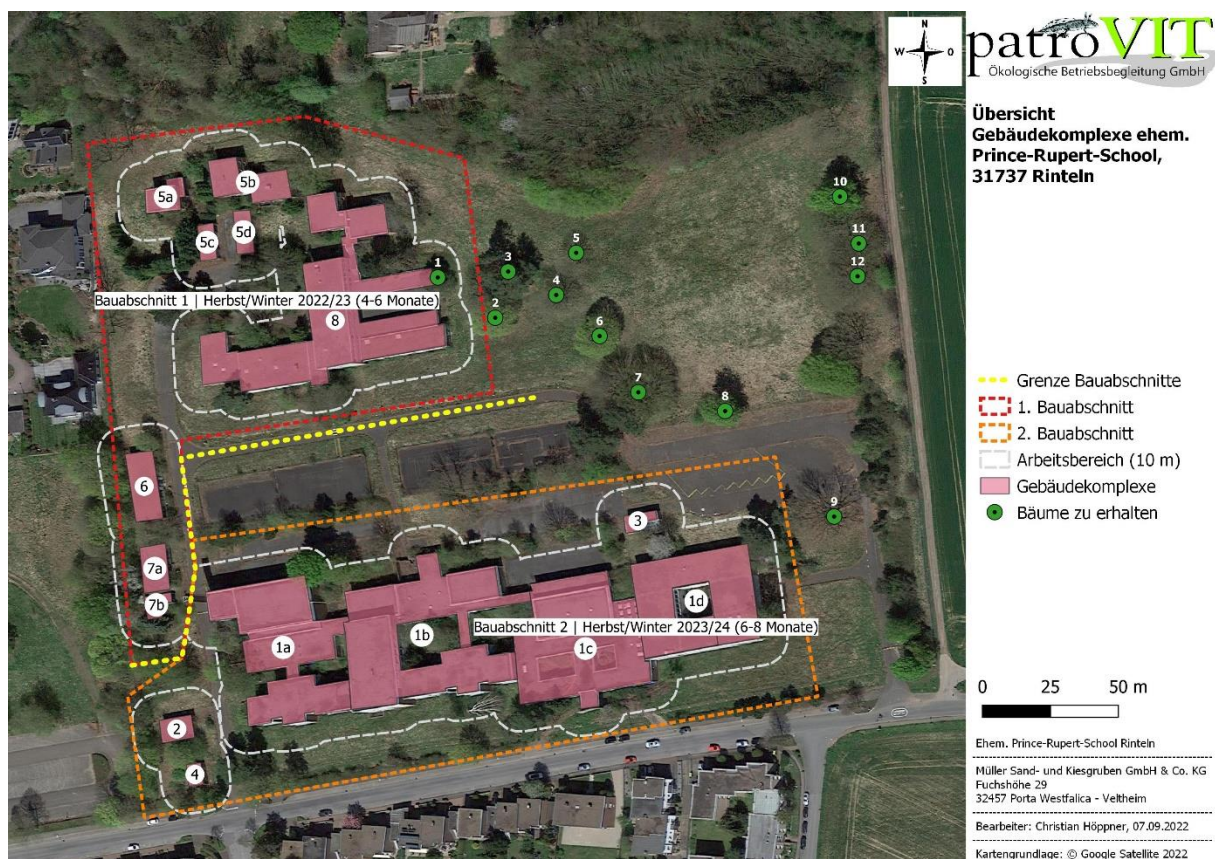 patroVIT
Ökologische Betriebsbegleitung GmbH
N
W O
S
Übersicht
Gebäudekomplexe ehem.
Prince-Rupert-School,
31737 Rinteln
5a
5b
5c
5d
Bauabschnitt 1 | Herbst/Winter 2022/23 (4-6 Monate)
8
1
2
3
4
5
6
7
8
9
10
11
12
6
7a
7b
3
1a
1b
1c
1d
Bauabschnitt 2 | Herbst/Winter 2023/24 (6-8 Monate)
2
4
Grenze Bauabschnitte
1. Bauabschnitt
2. Bauabschnitt
Arbeitsbereich (10 m)
Gebäudekomplexe
Bäume zu erhalten
0 25 50 m
Ehem. Prince-Rupert-School Rinteln
Müller Sand- und Kiesgruben GmbH & Co. KG
Fuchshöhe 29
32457 Porta Westfalica - Veltheim
Bearbeiter: Christian Höppner, 07.09.2022
Kartengrundlage: © Google Satellite 2022